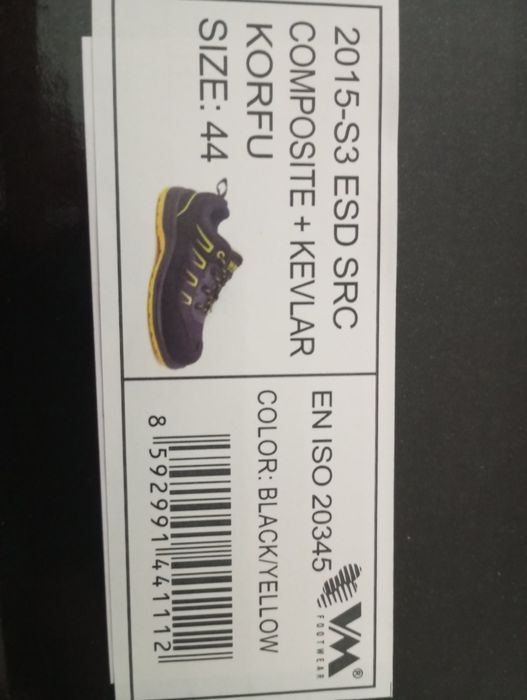 2015-S3 ESD SRC
COMPOSITE + KEVLAR
KORFU
SIZE: 44
VM®
FOOTWEAR
EN ISO 20345
COLOR: BLACK/YELLOW
8 592991 441112